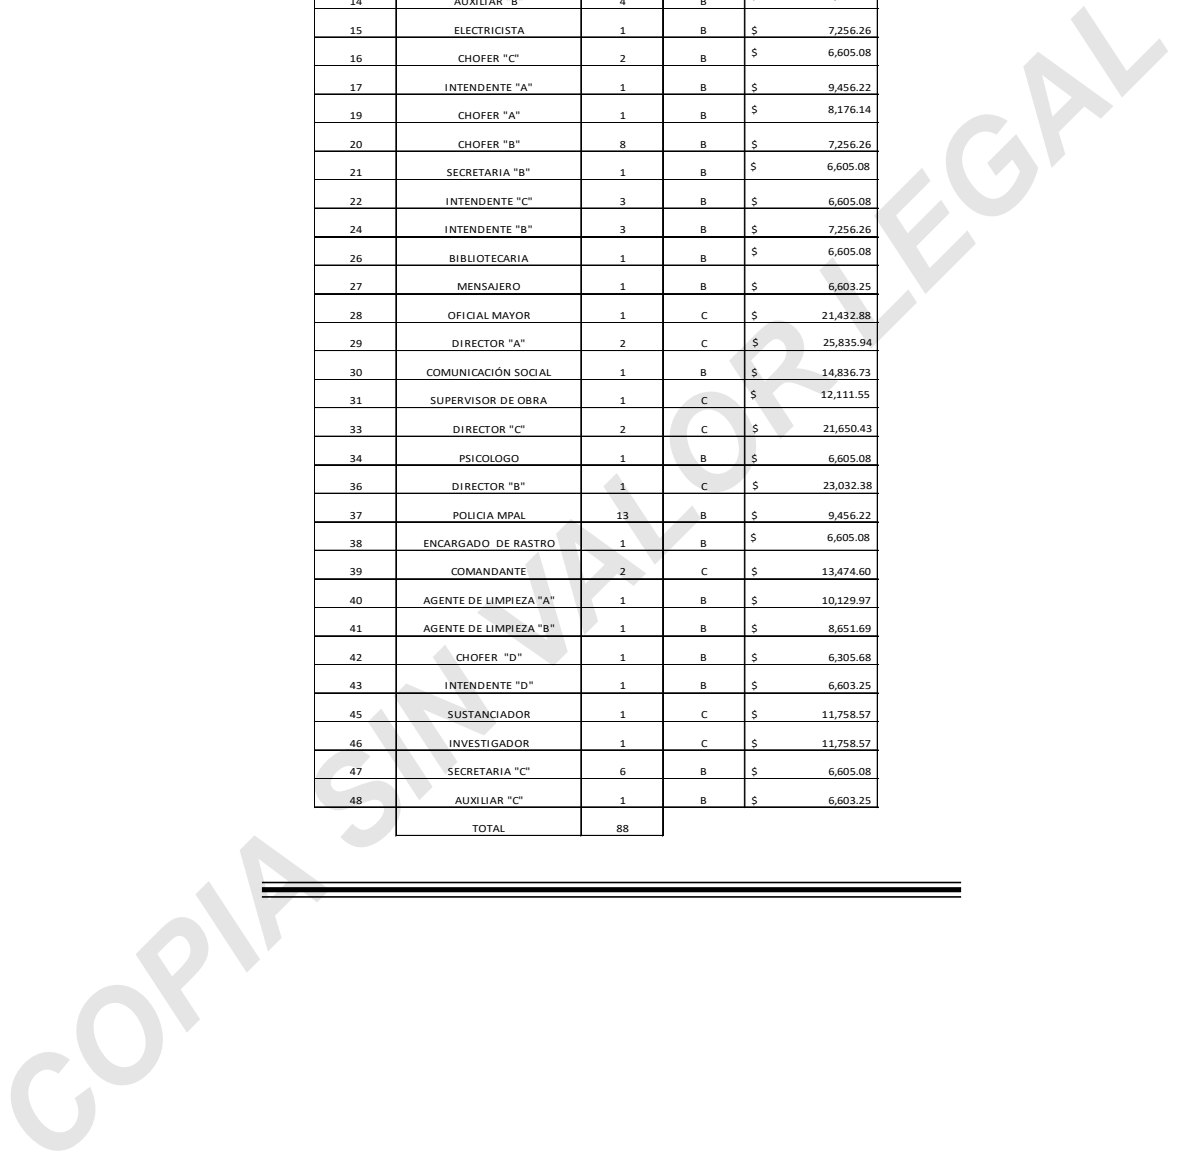 14 AUXILIAR "B" 4 B $
15 ELECTRICISTA 1 B $ 7,256.26
16 CHOFER "C" 2 B $ 6,605.08
17 INTENDENTE "A" 1 B $ 9,456.22
19 CHOFER "A" 1 B $ 8,176.14
20 CHOFER "B" 8 B $ 7,256.26
21 SECRETARIA "B" 1 B $ 6,605.08
22 INTENDENTE "C" 3 B $ 6,605.08
24 INTENDENTE "B" 3 B $ 7,256.26
26 BIBLIOTECARIA 1 B $ 6,605.08
27 MENSAJERO 1 B $ 6,603.25
28 OFICIAL MAYOR 1 C $ 21,432.88
29 DIRECTOR "A" 2 C $ 25,835.94
30 COMUNICACIÓN SOCIAL 1 B $ 14,836.73
31 SUPERVISOR DE OBRA 1 C $ 12,111.55
33 DIRECTOR "C" 2 C $ 21,650.43
34 PSICOLOGO 1 B $ 6,605.08
36 DIRECTOR "B" 1 C $ 23,032.38
37 POLICIA MPAL 13 B $ 9,456.22
38 ENCARGADO DE RASTRO 1 B $ 6,605.08
39 COMANDANTE 2 C $ 13,474.60
40 AGENTE DE LIMPIEZA "A" 1 B $ 10,129.97
41 AGENTE DE LIMPIEZA "B" 1 B $ 8,651.69
42 CHOFER "D" 1 B $ 6,305.68
43 INTENDENTE "D" 1 B $ 6,603.25
45 SUSTANCIADOR 1 C $ 11,758.57
46 INVESTIGADOR 1 C $ 11,758.57
47 SECRETARIA "C" 6 B $ 6,605.08
48 AUXILIAR "C" 1 B $ 6,603.25
TOTAL 88
COPIA SIN VALOR LEGAL